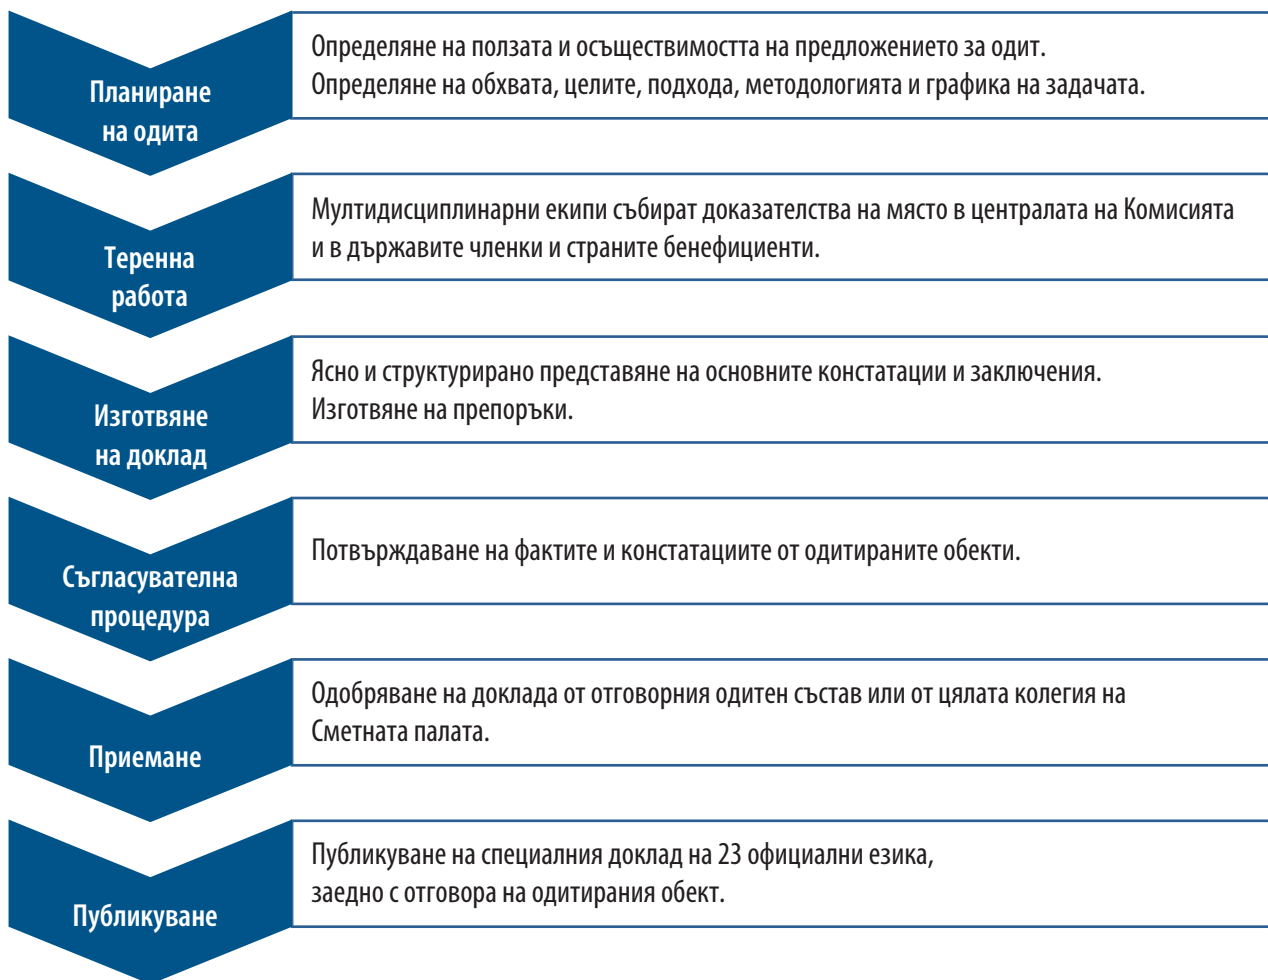 Планиране
на одита
Определяне на ползата и осъществимостта на предложението за одит.
Определяне на обхвата, целите, подхода, методологията и графика на задачата.
Теренна
работа
Мултидисциплинарни екипи събират доказателства на място в централата на Комисията
и в държавите членки и страните бенефициенти.
Изготвяне
на доклад
Ясно и структурирано представяне на основните констатации и заключения.
Изготвяне на препоръки.
Съгласувателна
процедура
Потвърждаване на фактите и констатациите от одитираните обекти.
Приемане
Одобряване на доклада от отговорния одитен състав или от цялата колегия на
Сметната палата.
Публикуване
Публикуване на специалния доклад на 23 официални езика,
заедно с отговора на одитирания обект.